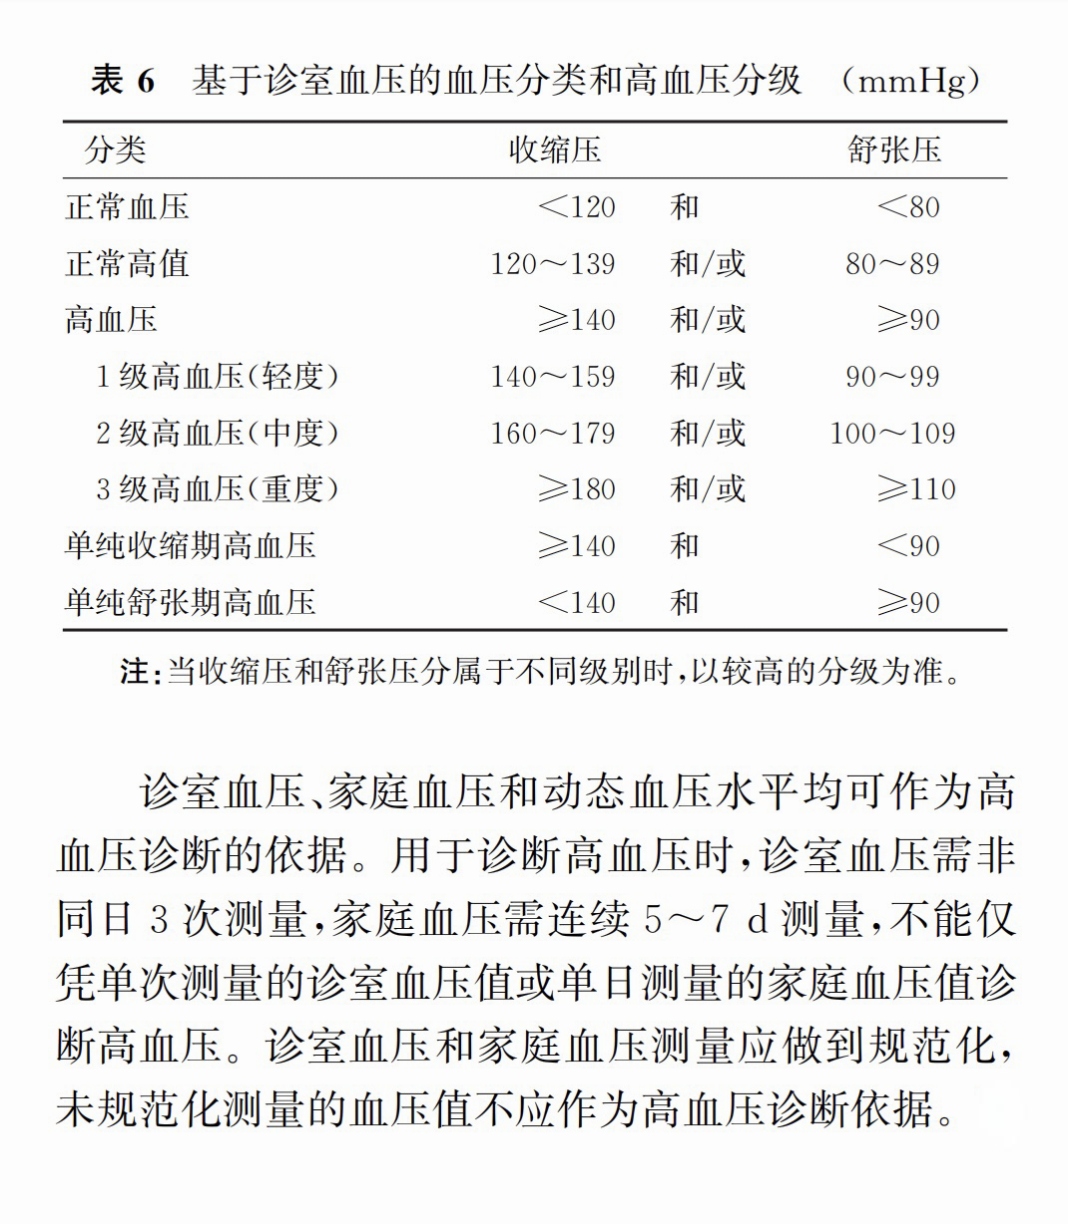 表 6 基于诊室血压的血压分类和高血压分级 （mmHg）
分类 收缩压 舒张压
正常血压 ＜120 和 ＜80
正常高值 120～139 和/或 80～89
高血压 ≥140 和/或 ≥90
1 级高血压(轻度) 140～159 和/或 90～99
2 级高血压(中度) 160～179 和/或 100～109
3 级高血压(重度) ≥180 和/或 ≥110
单纯收缩期高血压 ≥140 和 ＜90
单纯舒张期高血压 ＜140 和 ≥90
注:当收缩压和舒张压分属于不同级别时,以较高的分级为准。
诊室血压、家庭血压和动态血压水平均可作为高
血压诊断的依据。用于诊断高血压时,诊室血压需非
同日 3 次测量,家庭血压需连续 5～7 d 测量,不能仅
凭单次测量的诊室血压值或单日测量的家庭血压值诊
断高血压。诊室血压和家庭血压测量应做到规范化,
未规范化测量的血压值不应作为高血压诊断依据。